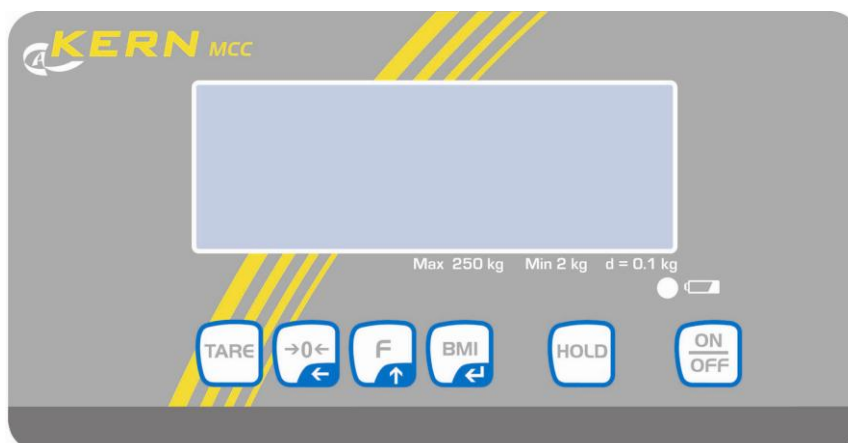 KERN MCC
Max 250 kg Min 2 kg d = 0.1 kg
TARE
→0←
←
F
↑
BMI
↵
HOLD
ON
OFF